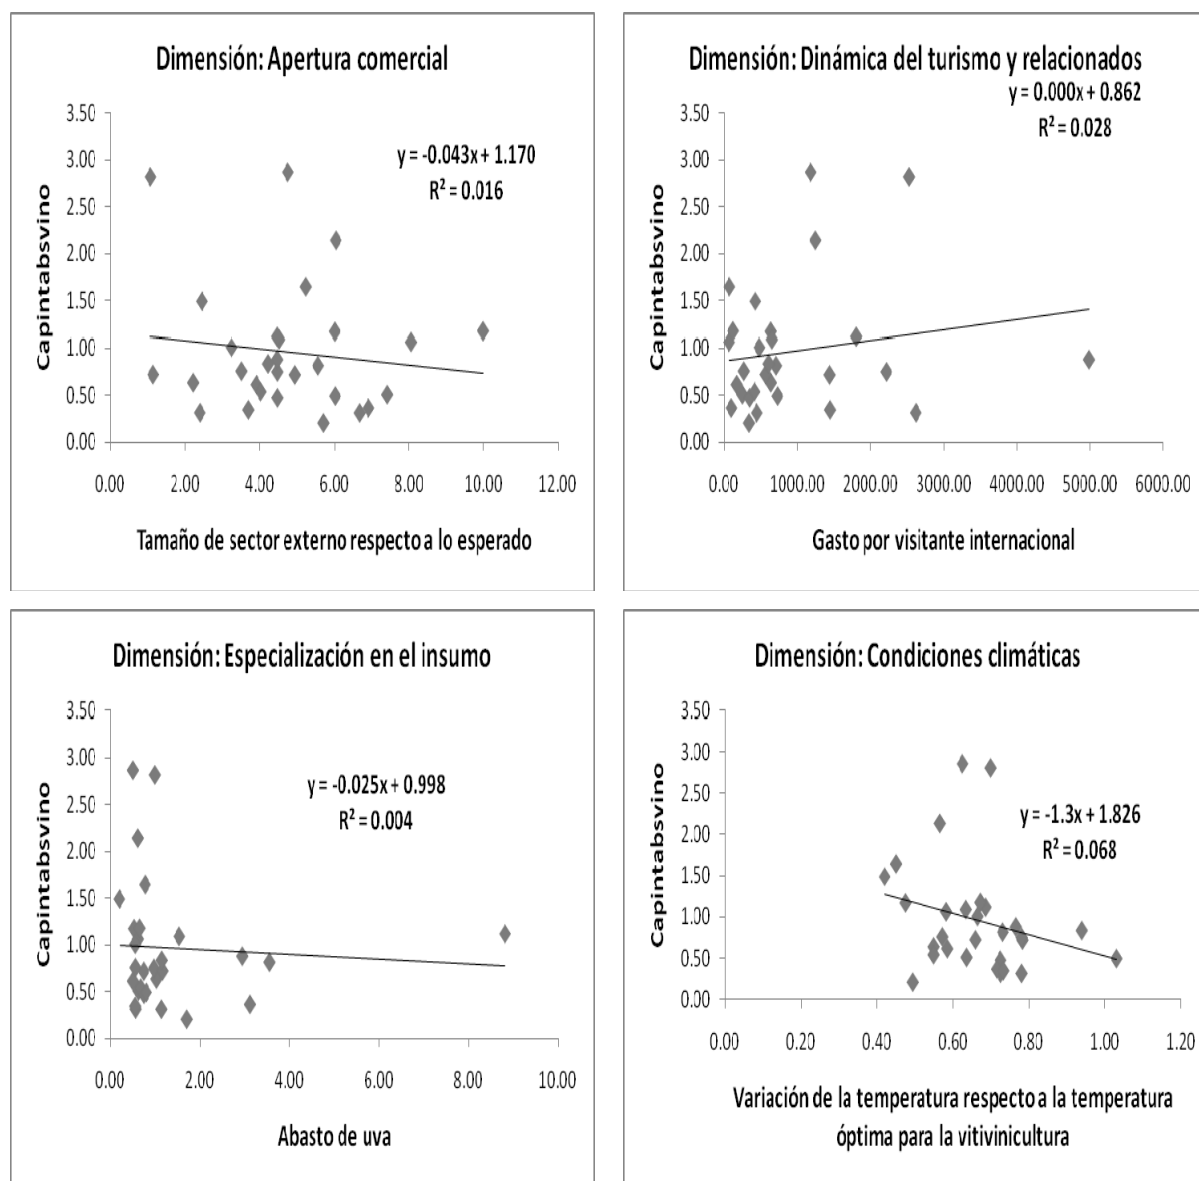 Dimensión: Apertura comercial
y = -0.043x + 1.170
R² = 0.016
3.50
3.00
2.50
2.00
1.50
1.00
0.50
0.00
Capintabsvino
0.00 2.00 4.00 6.00 8.00 10.00 12.00
Tamaño de sector externo respecto a lo esperado
Dimensión: Dinámica del turismo y relacionados
y = 0.000x + 0.862
R² = 0.028
3.50
3.00
2.50
2.00
1.50
1.00
0.50
0.00
Capintabsvino
0.00 1000.00 2000.00 3000.00 4000.00 5000.00 6000.00
Gasto por visitante internacional
Dimensión: Especialización en el insumo
3.50
3.00
2.50
2.00
1.50
1.00
0.50
0.00
Capintabsvino
y = -0.025x + 0.998
R² = 0.004
0.00 2.00 4.00 6.00 8.00 10.00
Abasto de uva
Dimensión: Condiciones climáticas
3.50
3.00
2.50
2.00
1.50
1.00
0.50
0.00
Capintabsvino
y = -1.3x + 1.826
R² = 0.068
0.00 0.20 0.40 0.60 0.80 1.00 1.20
Variación de la temperatura respecto a la temperatura
óptima para la vitivinicultura